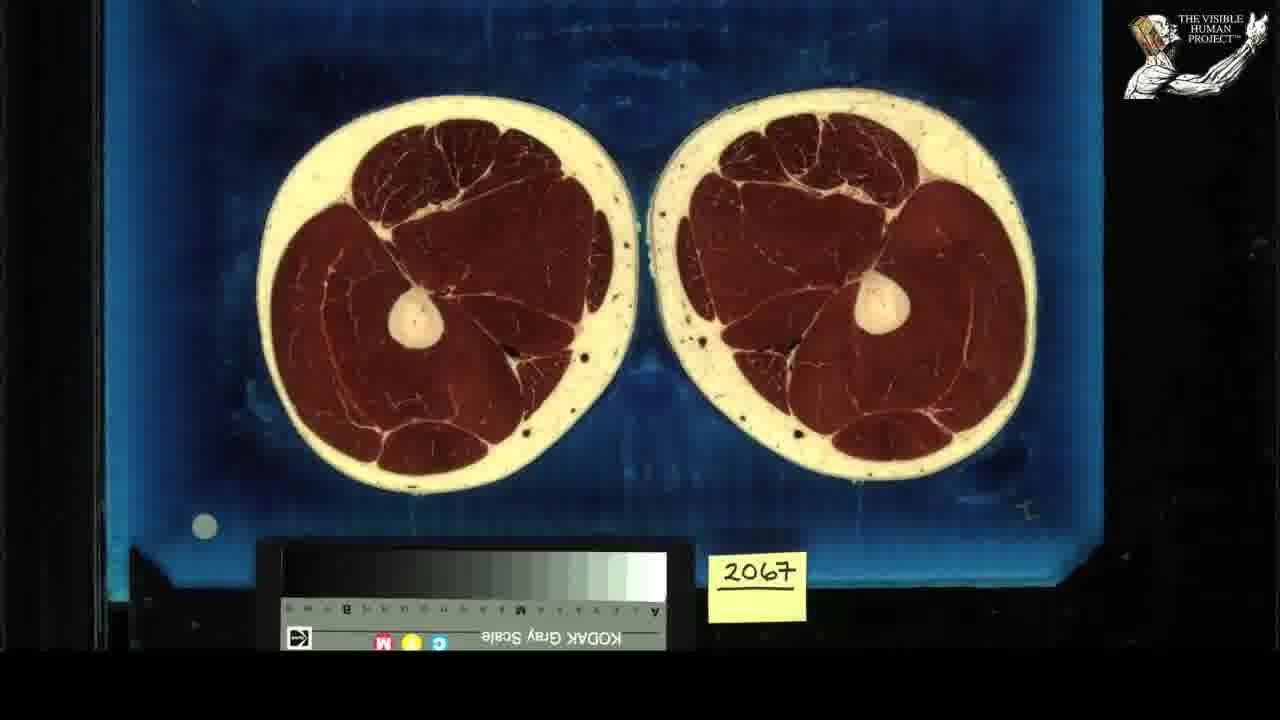 THE VISIBLE
HUMAN
PROJECT™
2067
A M B
KODAK Gray Scale
C M